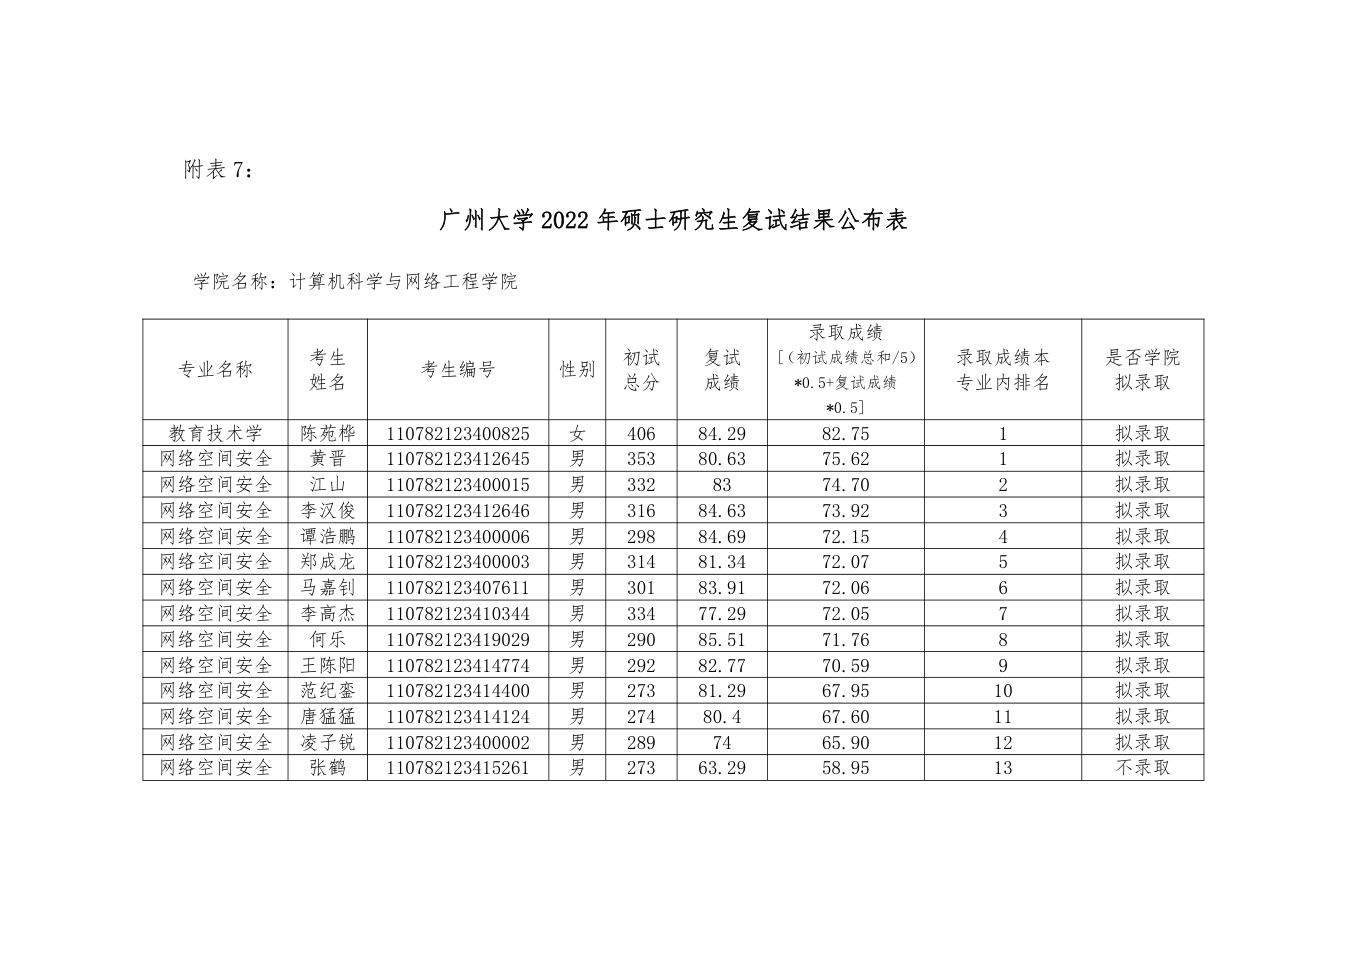 附表 7：
广州大学 2022 年硕士研究生复试结果公布表
学院名称：计算机科学与网络工程学院
专业名称 考生姓名 考生编号 性别 初试总分 复试成绩 录取成绩[(初试成绩总和/5)*0.5+复试成绩*0.5] 录取成绩本专业内排名 是否学院拟录取
教育技术学 陈苑桦 110782123400825 女 406 84.29 82.75 1 拟录取
网络空间安全 黄晋 110782123412645 男 353 80.63 75.62 1 拟录取
网络空间安全 江山 110782123400015 男 332 83 74.70 2 拟录取
网络空间安全 李汉俊 110782123412646 男 316 84.63 73.92 3 拟录取
网络空间安全 谭浩鹏 110782123400006 男 298 84.69 72.15 4 拟录取
网络空间安全 郑成龙 110782123400003 男 314 81.34 72.07 5 拟录取
网络空间安全 马嘉钊 110782123407611 男 301 83.91 72.06 6 拟录取
网络空间安全 李高杰 110782123410344 男 334 77.29 72.05 7 拟录取
网络空间安全 何乐 110782123419029 男 290 85.51 71.76 8 拟录取
网络空间安全 王陈阳 110782123414774 男 292 82.77 70.59 9 拟录取
网络空间安全 范纪銮 110782123414400 男 273 81.29 67.95 10 拟录取
网络空间安全 唐猛猛 110782123414124 男 274 80.4 67.60 11 拟录取
网络空间安全 凌子锐 110782123400002 男 289 74 65.90 12 拟录取
网络空间安全 张鹤 110782123415261 男 273 63.29 58.95 13 不录取